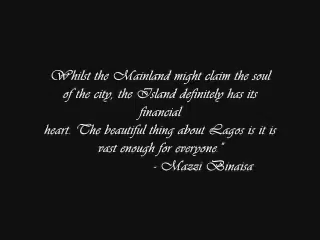 Whilst the Mainland might claim the soul
of the city, the Island definitely has its
financial
heart. The beautiful thing about Lagos is it is
vast enough for everyone."
- Mazzi Binaisa